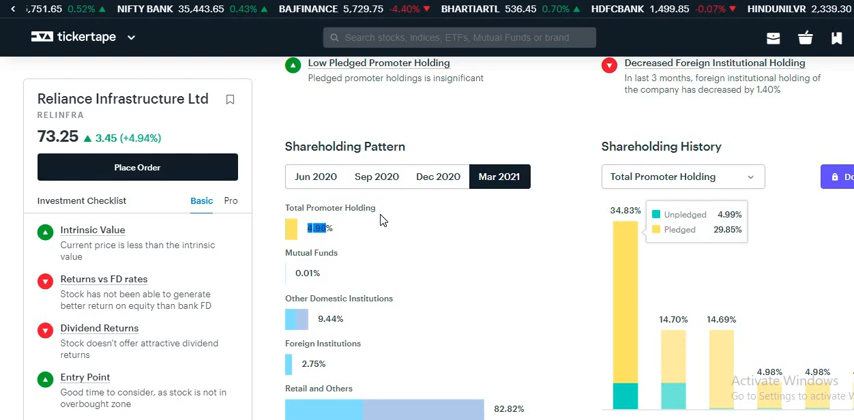 ,751.65 0.52% NIFTY BANK 35,443.65 0.43% BAJFINANCE 5,729.75 -4.40% BHARTIARTL 536.45 0.70% HDFCBANK 1,499.85 -0.07% HINDUNILVR 2,339.30
tickertape
Search stocks, indices, ETFs, Mutual Funds or brand
Low Pledged Promoter Holding
Pledged promoter holdings is insignificant
Decreased Foreign Institutional Holding
In last 3 months, foreign institutional holding of
the company has decreased by 1.40%
Reliance Infrastructure Ltd
RELINFRA
73.25 3.45 (+4.94%)
Place Order
Investment Checklist Basic Pro
Intrinsic Value
Current price is less than the intrinsic
value
Returns vs FD rates
Stock has not been able to generate
better return on equity than bank FD
Dividend Returns
Stock doesn't offer attractive dividend
returns
Entry Point
Good time to consider, as stock is not in
overbought zone
Shareholding Pattern
Jun 2020 Sep 2020 Dec 2020 Mar 2021
Total Promoter Holding
4.98%
Mutual Funds
0.01%
Other Domestic Institutions
9.44%
Foreign Institutions
2.75%
Retail and Others
82.82%
Shareholding History
Total Promoter Holding
Do
34.83%
Unpledged 4.99%
Pledged 29.85%
14.70% 14.69%
4.98% 4.98%
Activate Windows
Go to Settings to activate W